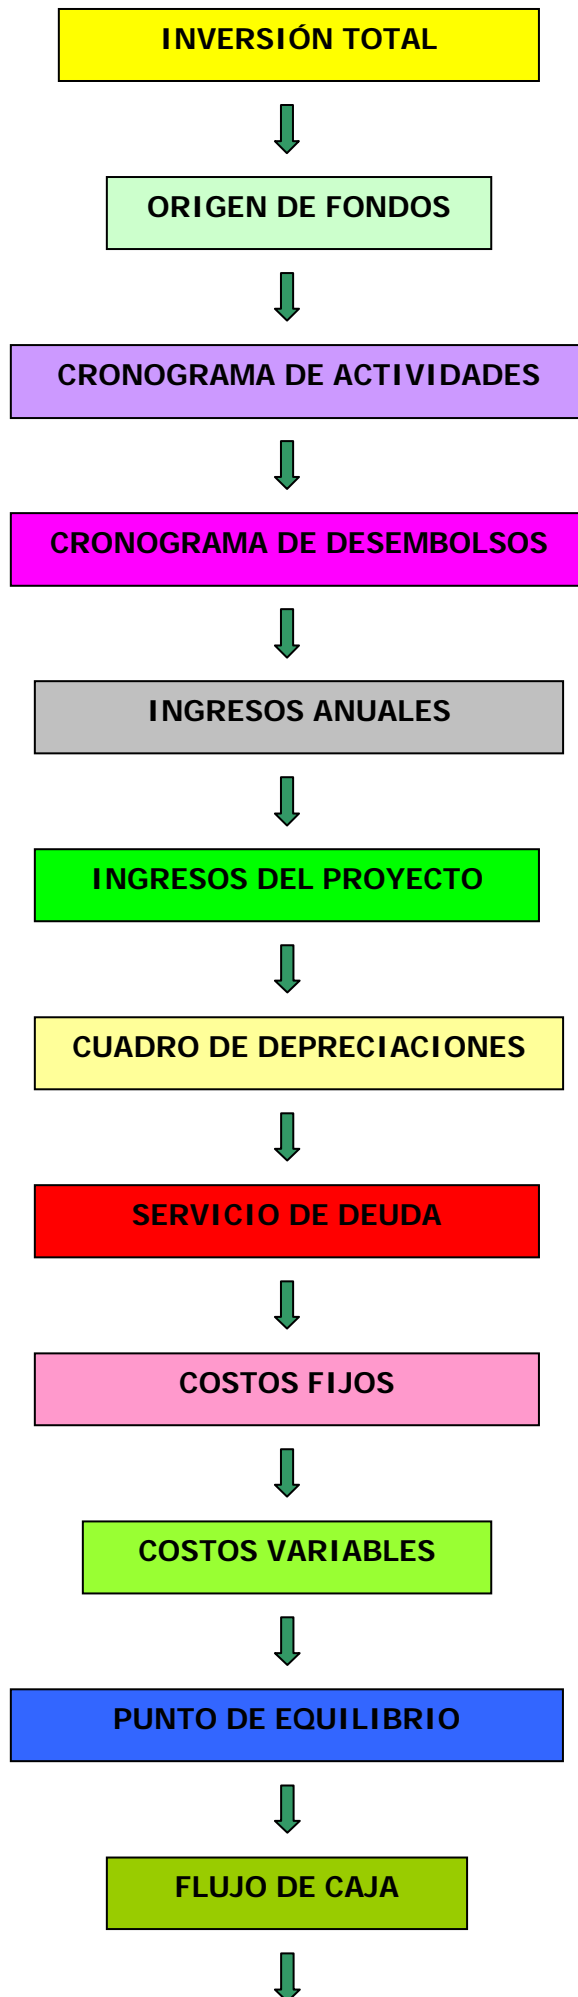 INVERSIÓN TOTAL
ORIGEN DE FONDOS
CRONOGRAMA DE ACTIVIDADES
CRONOGRAMA DE DESEMBOLSOS
INGRESOS ANUALES
INGRESOS DEL PROYECTO
CUADRO DE DEPRECIACIONES
SERVICIO DE DEUDA
COSTOS FIJOS
COSTOS VARIABLES
PUNTO DE EQUILIBRIO
FLUJO DE CAJA